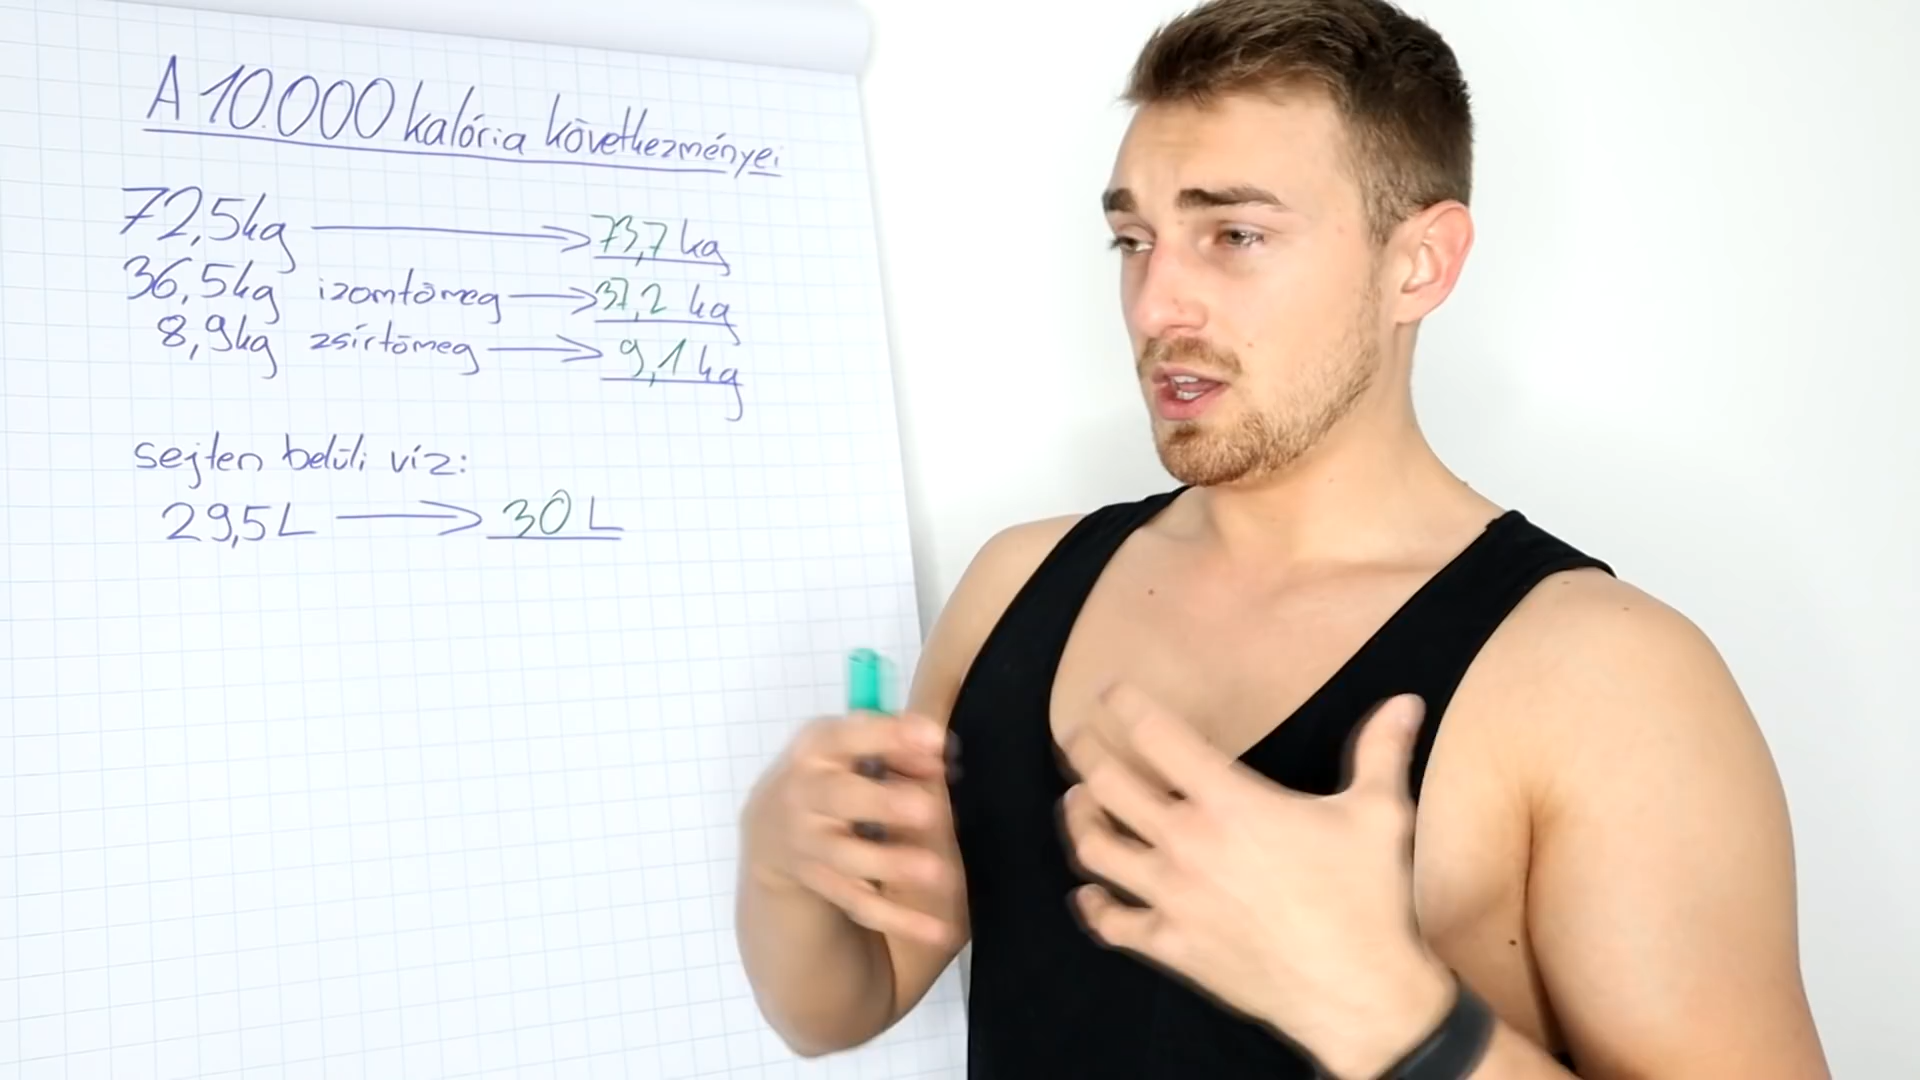 A 10.000 kalória következményei
72,5kg → 73,7 kg
36,5kg izomtömeg → 37,2 kg
8,9kg zsírtömeg → 9,1 kg
sejten belüli víz:
29,5L → 30 L